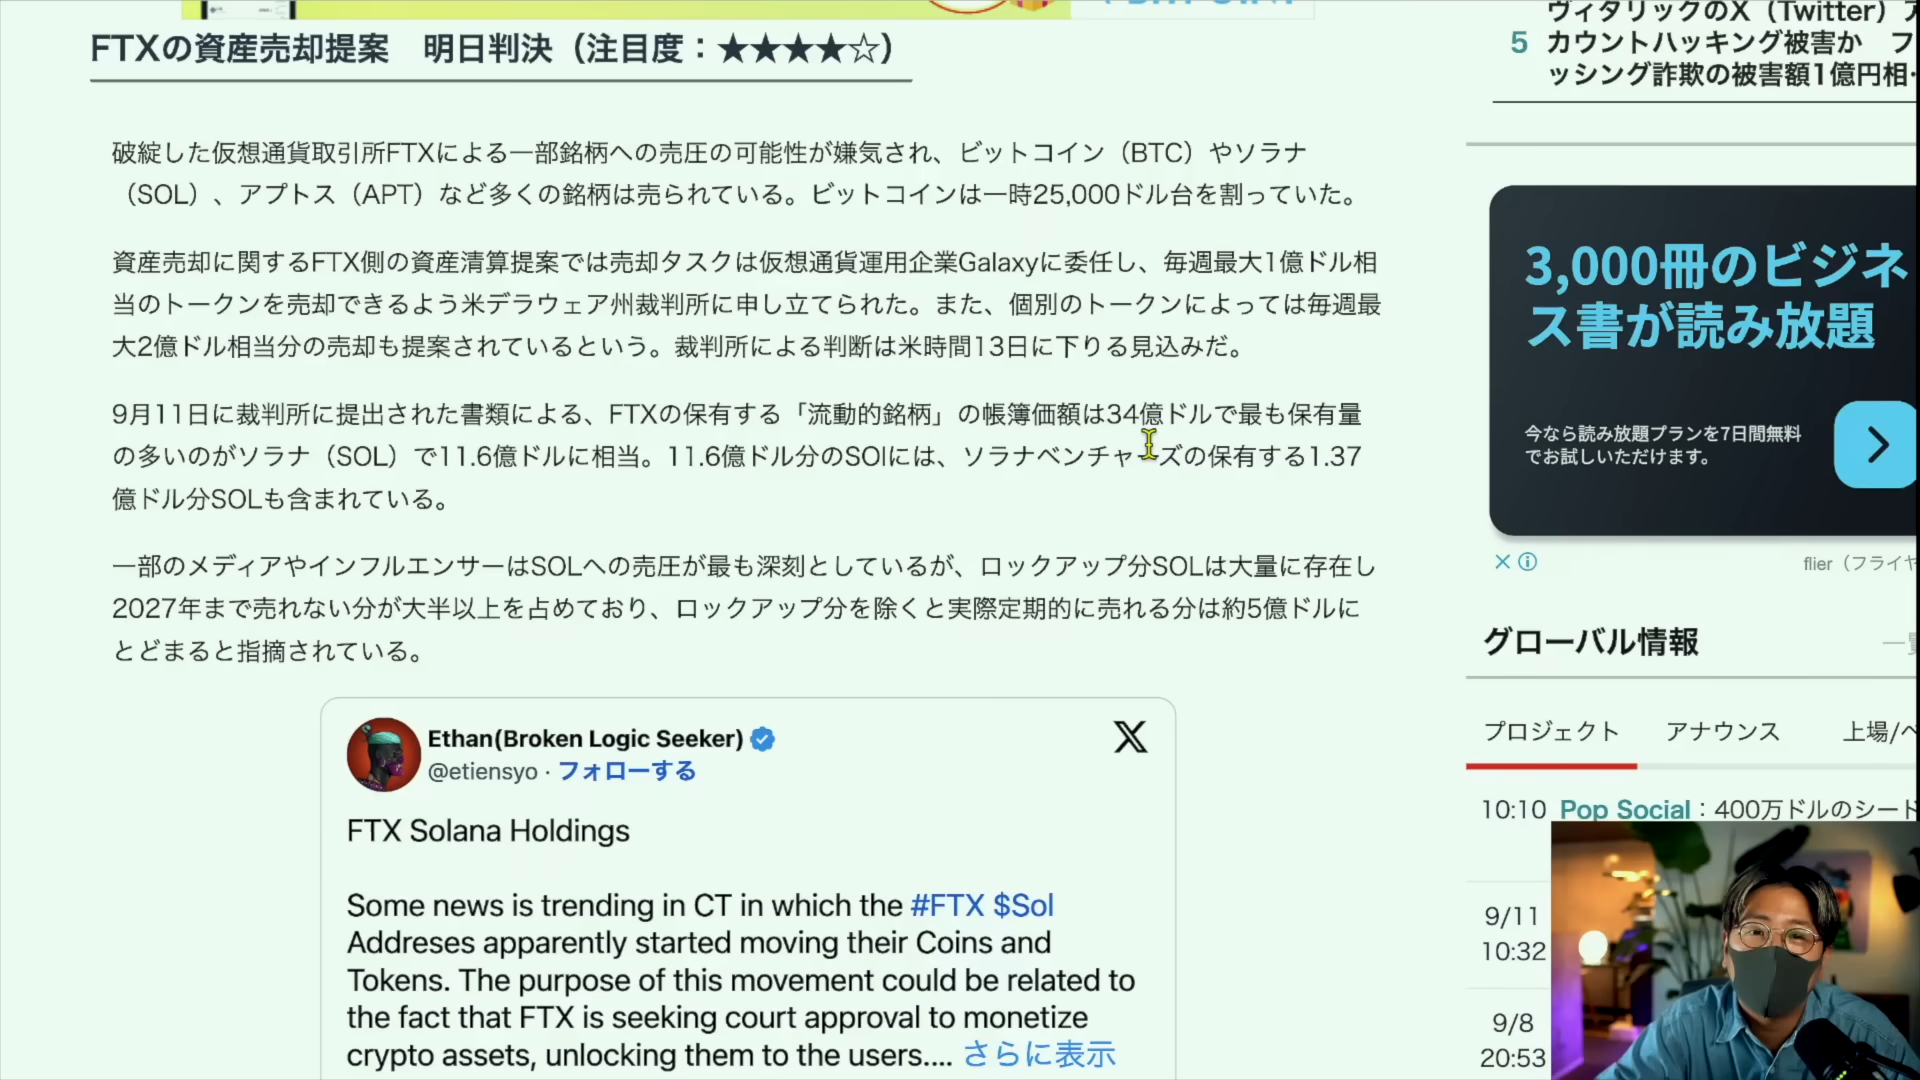 FTXの資産売却提案　明日判決（注目度：★★★★☆）
破綻した仮想通貨取引所FTXによる一部銘柄への売圧の可能性が嫌気され、ビットコイン（BTC）やソラナ
（SOL）、アプトス（APT）など多くの銘柄は売られている。ビットコインは一時25,000ドル台を割っていた。
資産売却に関するFTX側の資産清算提案では売却タスクは仮想通貨運用企業Galaxyに委任し、毎週最大1億ドル相
当のトークンを売却できるよう米デラウェア州裁判所に申し立てられた。また、個別のトークンによっては毎週最
大2億ドル相当分の売却も提案されているという。裁判所による判断は米時間13日に下りる見込みだ。
9月11日に裁判所に提出された書類による、FTXの保有する「流動的銘柄」の帳簿価額は34億ドルで最も保有量
の多いのがソラナ（SOL）で11.6億ドルに相当。11.6億ドル分のSOlには、ソラナベンチャーズの保有する1.37
億ドル分SOLも含まれている。
一部のメディアやインフルエンサーはSOLへの売圧が最も深刻としているが、ロックアップ分SOLは大量に存在し
2027年まで売れない分が大半以上を占めており、ロックアップ分を除くと実際定期的に売れる分は約5億ドルに
とどまると指摘されている。
Ethan(Broken Logic Seeker)
@etiensyo · フォローする
FTX Solana Holdings
Some news is trending in CT in which the #FTX $Sol
Addreses apparently started moving their Coins and
Tokens. The purpose of this movement could be related to
the fact that FTX is seeking court approval to monetize
crypto assets, unlocking them to the users.... さらに表示
ヴィタリックのX（Twitter）ア
5 カウントハッキング被害か　フ
ッシング詐欺の被害額1億円相
3,000冊のビジネ
ス書が読み放題
今なら読み放題プランを7日間無料
でお試しいただけます。
flier（フライヤ
グローバル情報
プロジェクト アナウンス 上場/ペ
10:10 Pop Social：400万ドルのシード
9/11
10:32
9/8
20:53